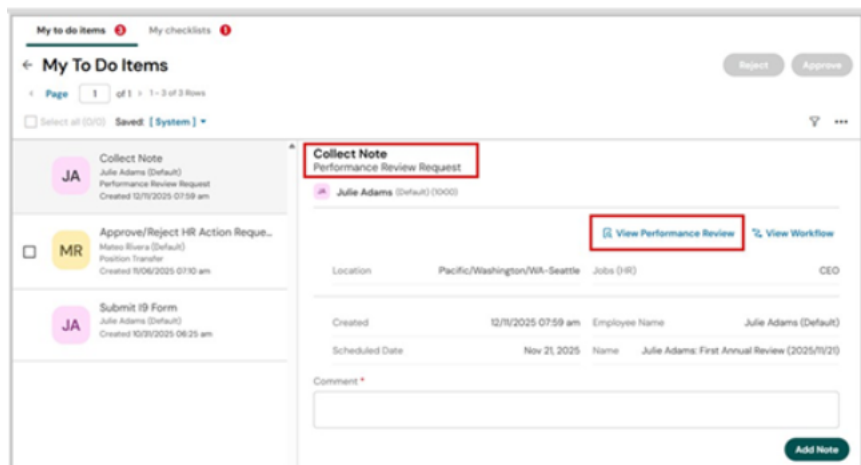 My to do items 3 My checklists 1
← My To Do Items
Reject Approve
< Page 1 of 1 > 1-3 of 3 Rows
Select all (0/0) Saved: [ System ]
JA
Collect Note
Julie Adams (Default)
Performance Review Request
Created 12/11/2025 07:59 am
MR
Approve/Reject HR Action Reque...
Mateo Rivera (Default)
Position Transfer
Created 11/06/2025 07:10 am
JA
Submit I9 Form
Julie Adams (Default)
Created 10/31/2025 06:25 am
Collect Note
Performance Review Request
JA Julie Adams (Default) (1000)
View Performance Review View Workflow
Location Pacific/Washington/WA-Seattle Jobs (HR) CEO
Created 12/11/2025 07:59 am Employee Name Julie Adams (Default)
Scheduled Date Nov 21, 2025 Name Julie Adams: First Annual Review (2025/11/21)
Comment *
Add Note